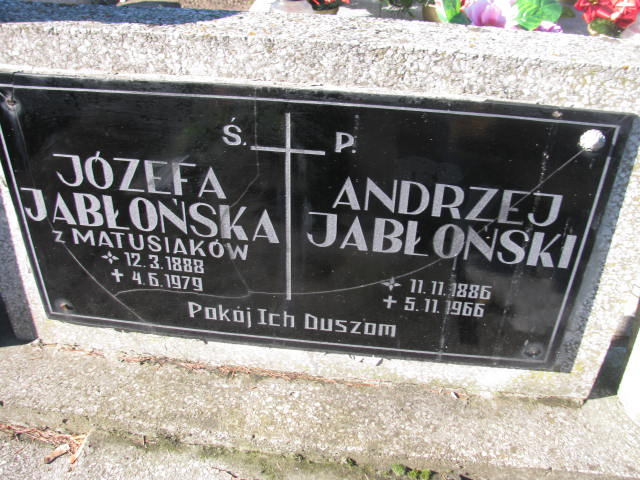 Ś. P.
JÓZEFA
JABŁOŃSKA
z MATUSIAKÓW
12.3.1888
4.6.1979
ANDRZEJ
JABŁOŃSKI
11.11.1886
5.11.1966
Pokój Ich Duszom